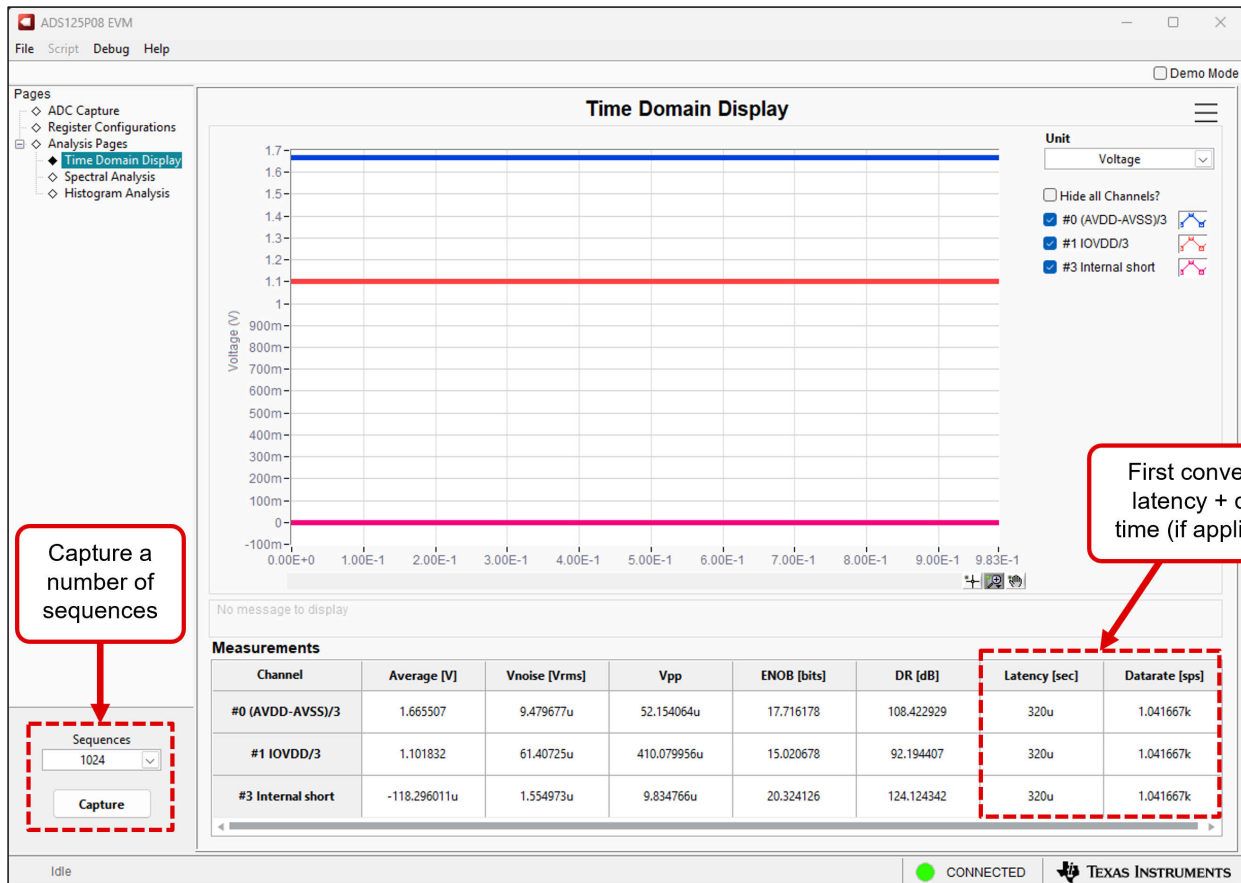 ADS125P08 EVM
File Script Debug Help
Demo Mode
Pages
ADC Capture
Register Configurations
Analysis Pages
Time Domain Display
Spectral Analysis
Histogram Analysis
Time Domain Display
Unit
Voltage
Hide all Channels?
#0 (AVDD-AVSS)/3
#1 IOVDD/3
#3 Internal short
Voltage (V)
1.7
1.6
1.5
1.4
1.3
1.2
1.1
1
900m
800m
700m
600m
500m
400m
300m
200m
100m
0
-100m
0.00E+0 1.00E-1 2.00E-1 3.00E-1 4.00E-1 5.00E-1 6.00E-1 7.00E-1 8.00E-1 9.00E-1 9.83E-1
First conve
latency + c
time (if appli
Capture a
number of
sequences
No message to display
Measurements
Channel Average [V] Vnoise [Vrms] Vpp ENOB [bits] DR [dB] Latency [sec] Datarate [sps]
#0 (AVDD-AVSS)/3 1.665507 9.479677u 52.154064u 17.716178 108.422929 320u 1.041667k
#1 IOVDD/3 1.101832 61.40725u 410.079956u 15.020678 92.194407 320u 1.041667k
#3 Internal short -118.296011u 1.554973u 9.834766u 20.324126 124.124342 320u 1.041667k
Sequences
1024
Capture
Idle
CONNECTED
TEXAS INSTRUMENTS